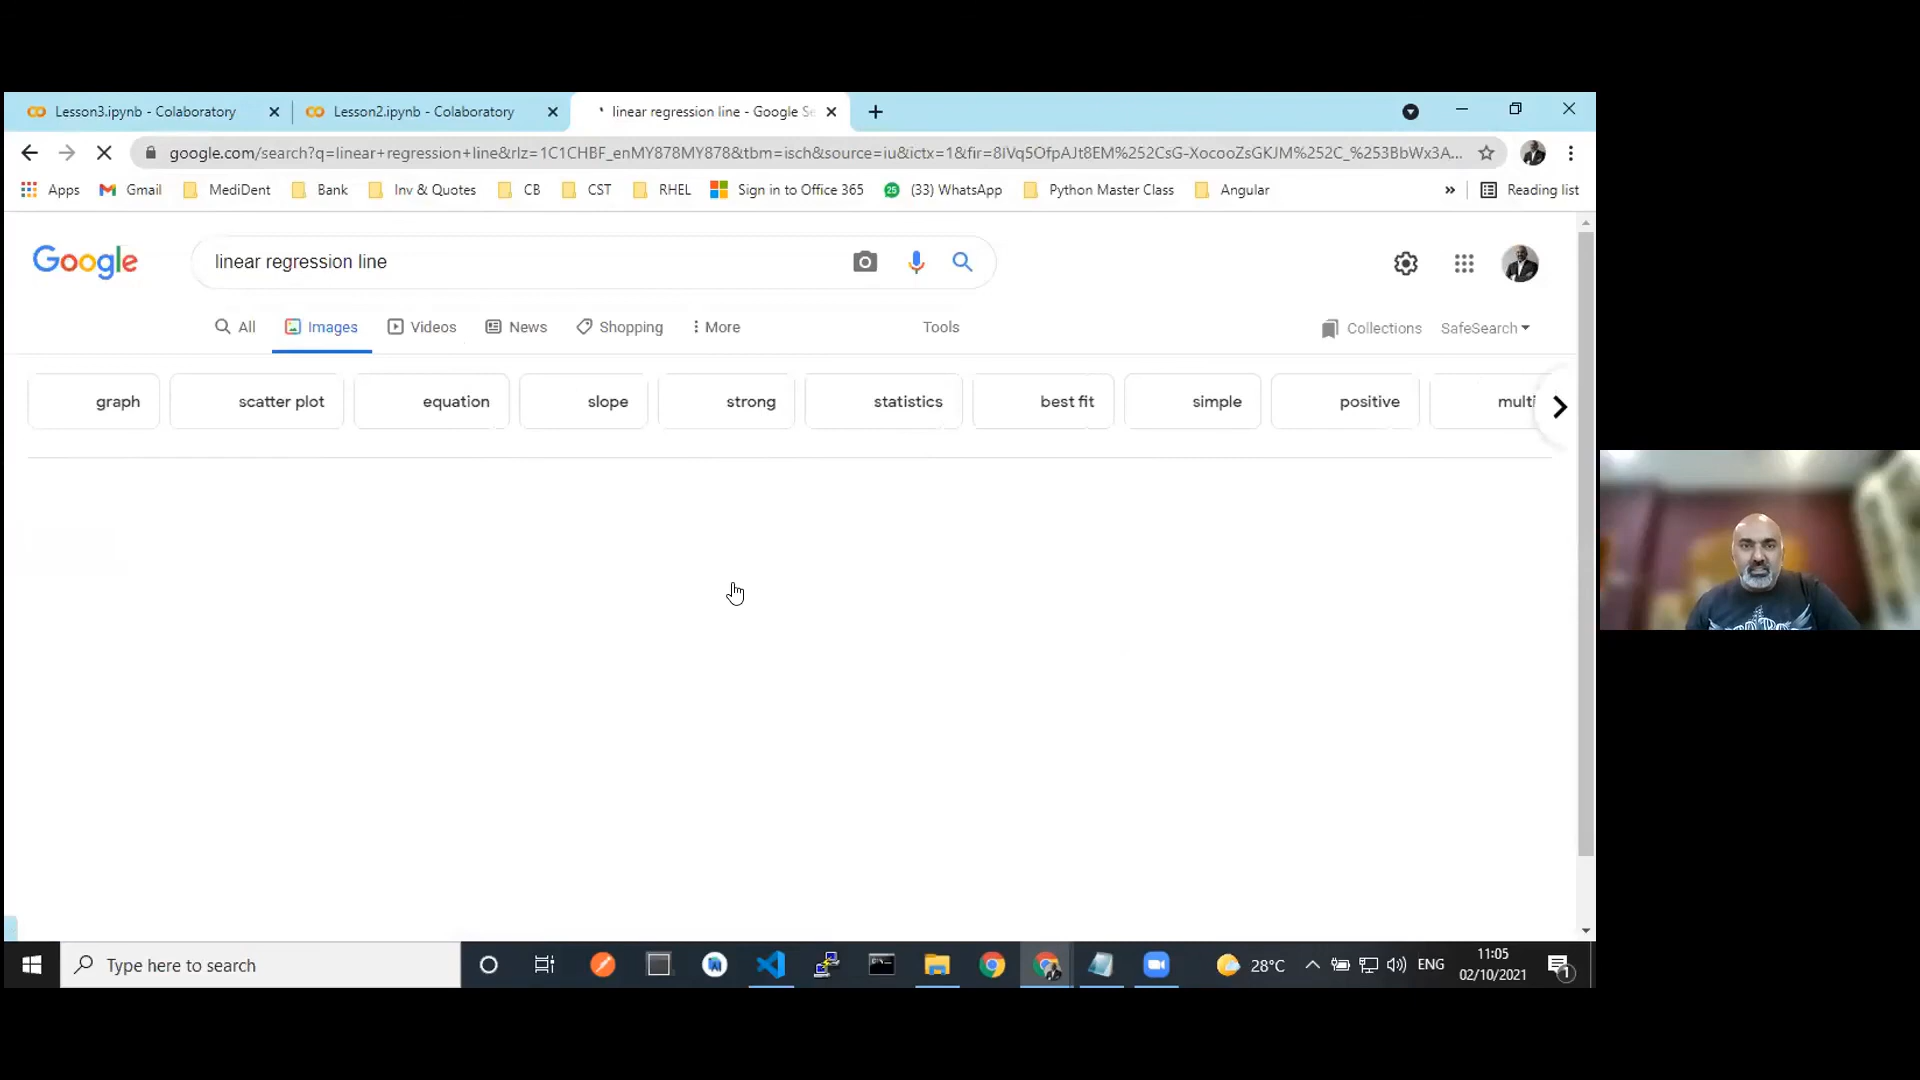 Lesson3.ipynb - Colaboratory
Lesson2.ipynb - Colaboratory
linear regression line - Google Se
google.com/search?q=linear+regression+line&rlz=1C1CHBF_enMY878MY878&tbm=isch&source=iu&ictx=1&fir=8iVq5OfpAJt8EM%252CsG-XocooZsGKJM%252C_%253BbWx3A...
Apps Gmail MediDent Bank Inv & Quotes CB CST RHEL Sign in to Office 365 25 (33) WhatsApp Python Master Class Angular » Reading list
Google
linear regression line
All Images Videos News Shopping More Tools Collections SafeSearch
graph scatter plot equation slope strong statistics best fit simple positive multi
Type here to search
28°C ENG
11:05
02/10/2021
1